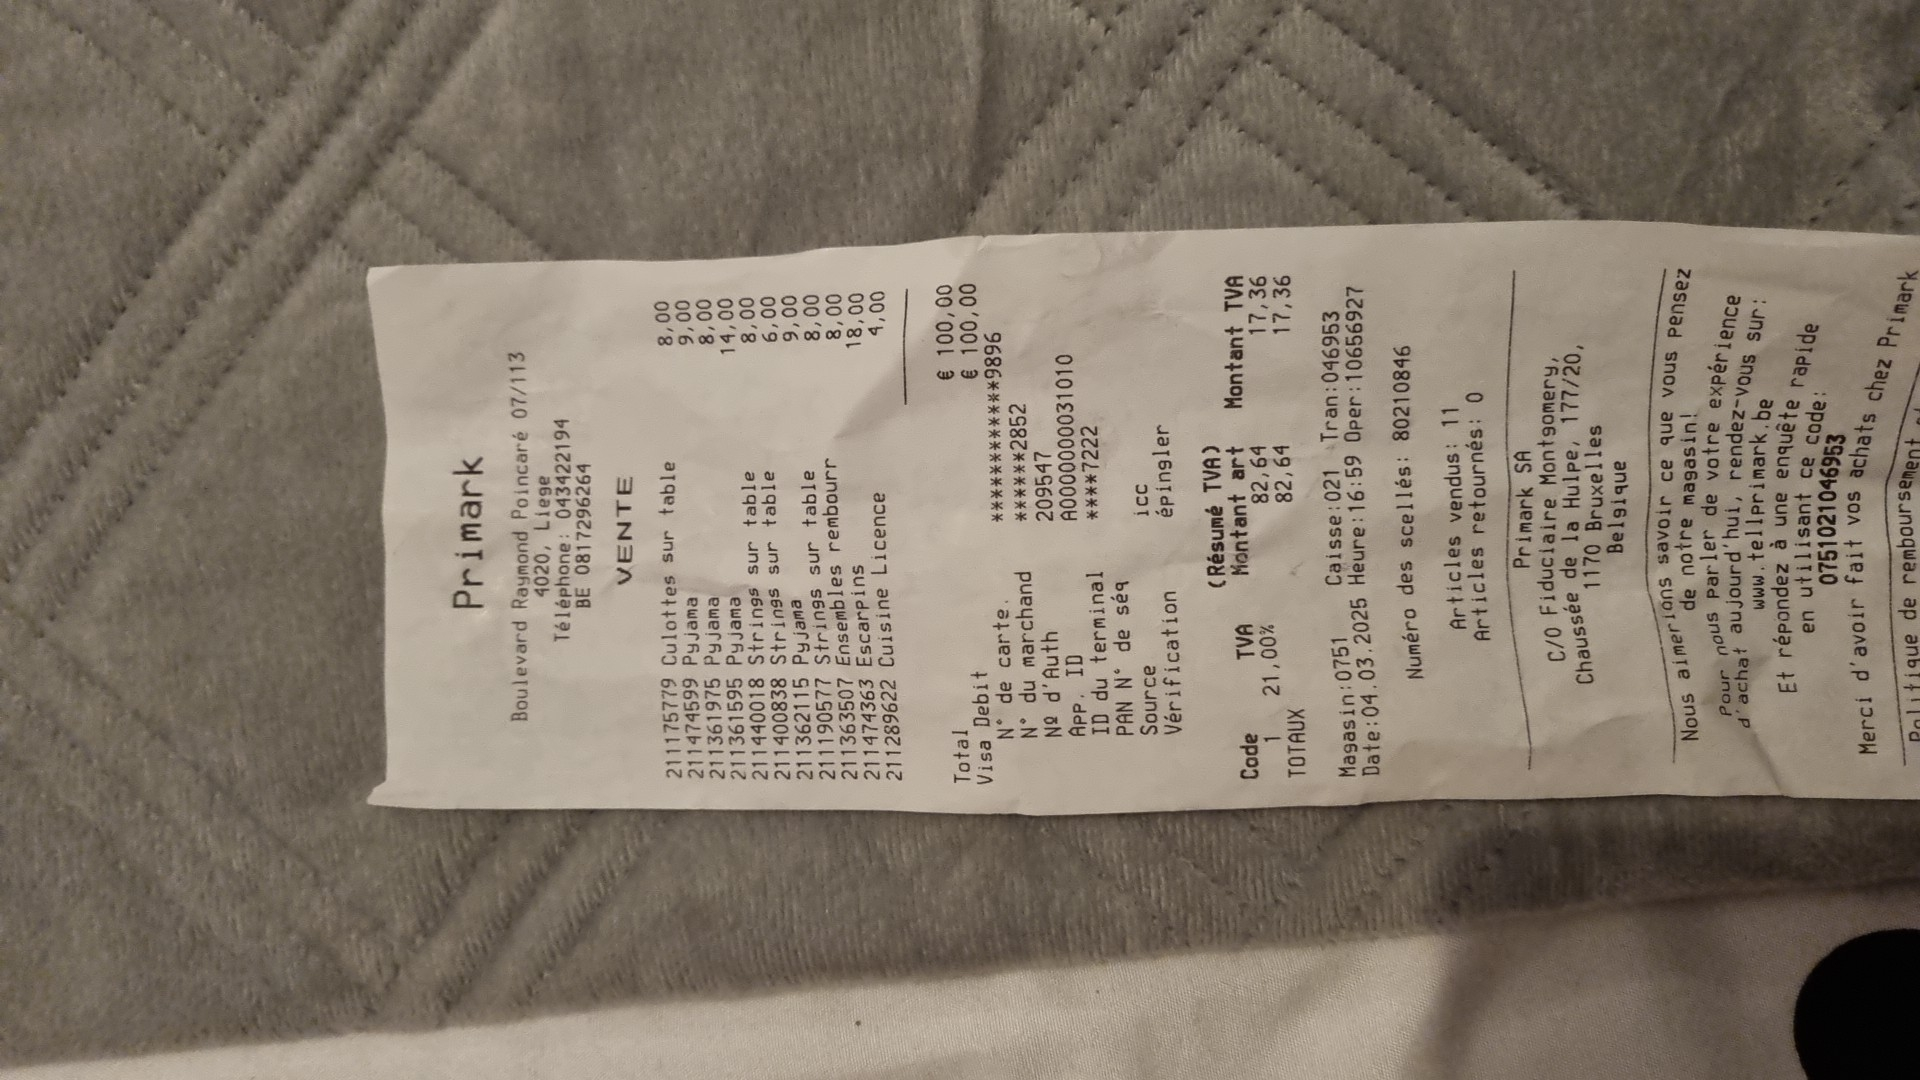 Primark
Boulevard Raymond Poincaré 07/113
4020, Liege
Téléphone: 043422194
BE 0817296264
VENTE
211175779 Culottes sur table 8,00
211474599 Pyjama 9,00
211361975 Pyjama 8,00
211361595 Pyjama 14,00
211440018 Strings sur table 8,00
211400838 Strings sur table 6,00
211362115 Pyjama 9,00
211190577 Strings sur table 8,00
211363507 Ensembles rembourr 8,00
211474363 Escarpins 18,00
211289622 Cuisine Licence 4,00
Total € 100,00
Visa Debit € 100,00
N° de carte. ************9896
N° du marchand ******2852
Nº d'Auth 209547
App. ID A0000000031010
ID du terminal ****7222
PAN N° de séq
Source icc
Vérification épingler
(Résumé TVA)
Code TVA Montant art Montant TVA
1 21,00% 82,64 17,36
TOTAUX 82,64 17,36
Magasin:0751 Caisse:021 Tran:046953
Date:04.03.2025 Heure:16:59 Oper:10656927
Numéro des scellés: 80210846
Articles vendus: 11
Articles retournés: 0
Primark SA
C/O Fiduciaire Montgomery,
Chaussée de la Hulpe, 177/20,
1170 Bruxelles
Belgique
Nous aimerions savoir ce que vous pensez
de notre magasin!
Pour nous parler de votre expérience
d'achat aujourd'hui, rendez-vous sur:
www.tellprimark.be
Et répondez à une enquête rapide
en utilisant ce code:
0751021046953
Merci d'avoir fait vos achats chez Primark
Politique de remboursement